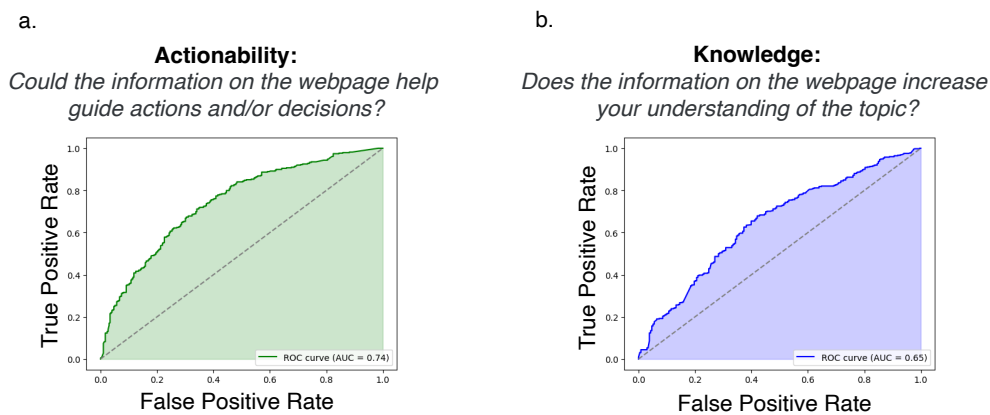 a.
Actionability:
Could the information on the webpage help
guide actions and/or decisions?
True Positive Rate
1.0
0.8
0.6
0.4
0.2
0.0
ROC curve (AUC = 0.74)
0.0 0.2 0.4 0.6 0.8 1.0
False Positive Rate
b.
Knowledge:
Does the information on the webpage increase
your understanding of the topic?
True Positive Rate
1.0
0.8
0.6
0.4
0.2
0.0
ROC curve (AUC = 0.65)
0.0 0.2 0.4 0.6 0.8 1.0
False Positive Rate